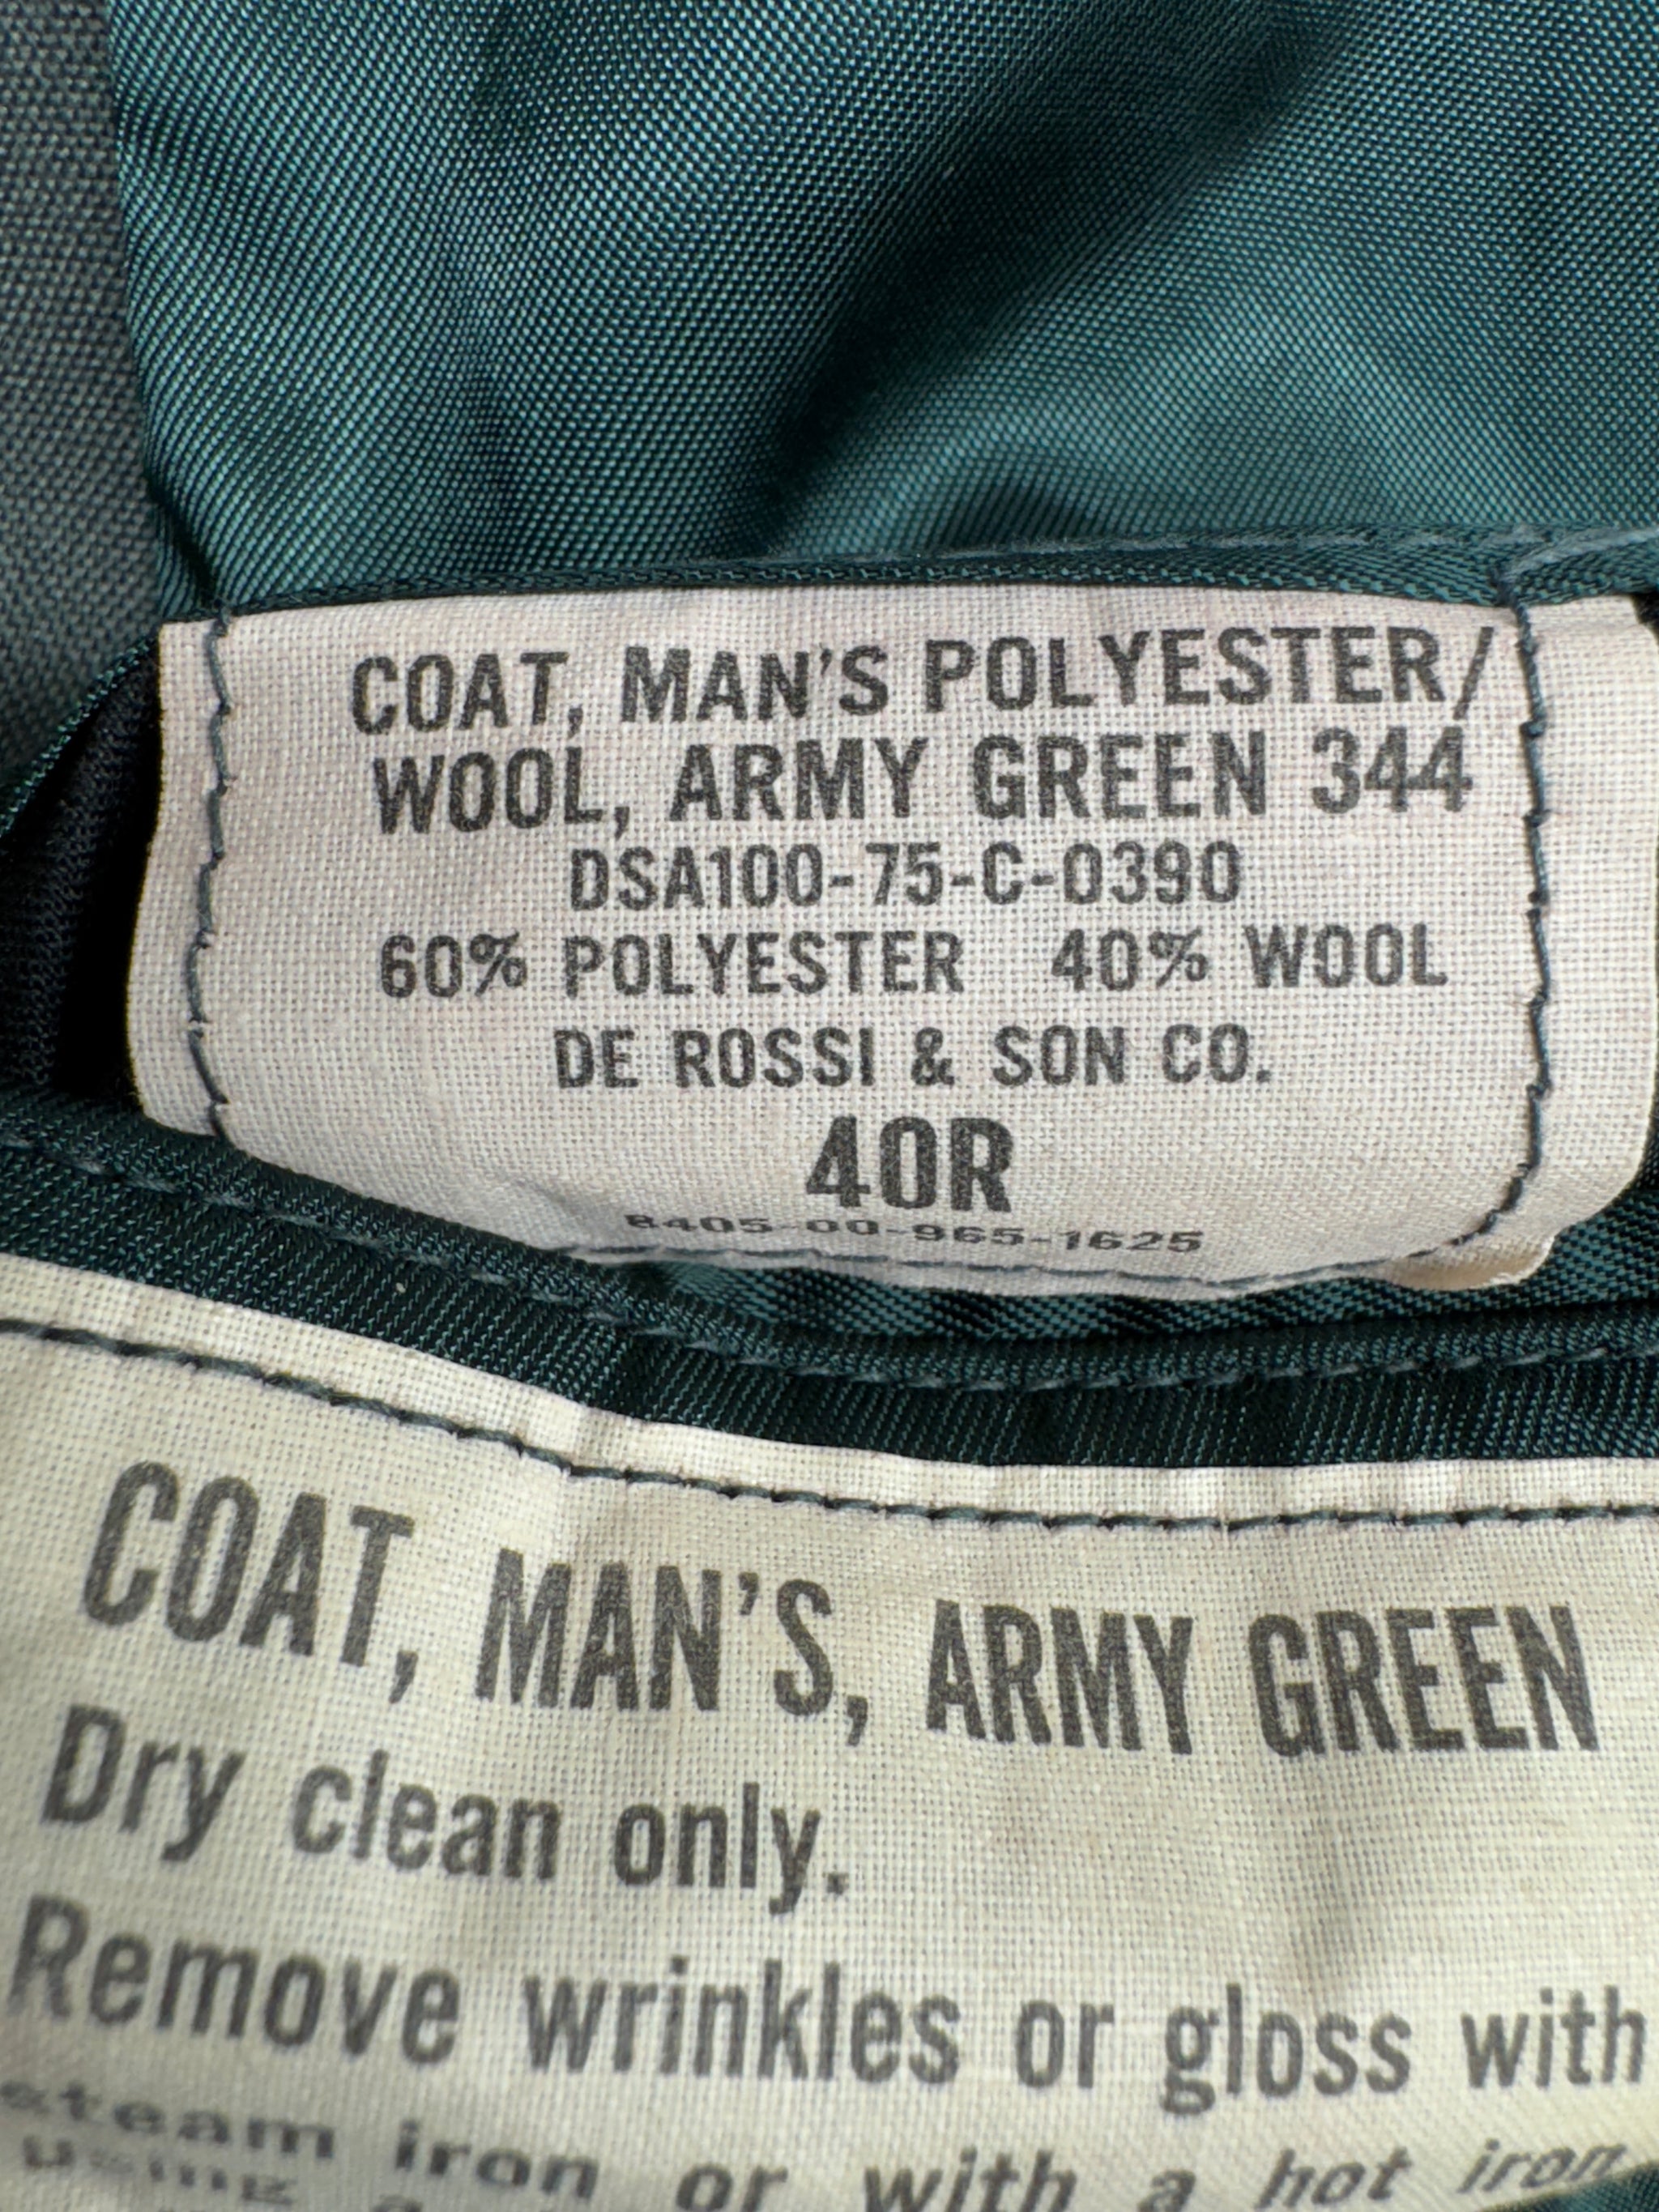 COAT, MAN'S POLYESTER/
WOOL, ARMY GREEN 344
DSA100-75-C-0390
60% POLYESTER 40% WOOL
DE ROSSI & SON CO.
40R
8405-00-965-1625
COAT, MAN'S, ARMY GREEN
Dry clean only.
Remove wrinkles or gloss with
steam iron or with a hot iron
using a